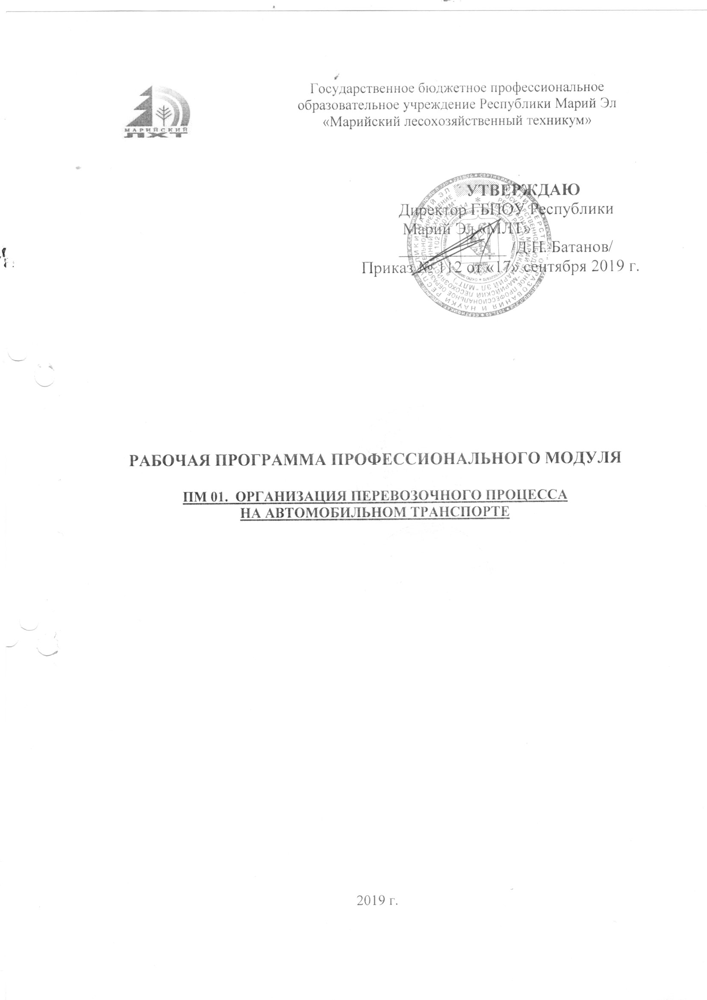 МАРИЙСКИЙ
ЛХТ
Государственное бюджетное профессиональное
образовательное учреждение Республики Марий Эл
«Марийский лесохозяйственный техникум»
УТВЕРЖДАЮ
Директор ГБПОУ Республики
Марий Эл «МЛТ»
/Д.Н. Батанов/
Приказ № 112 от «17» сентября 2019 г.
РАБОЧАЯ ПРОГРАММА ПРОФЕССИОНАЛЬНОГО МОДУЛЯ
ПМ 01. ОРГАНИЗАЦИЯ ПЕРЕВОЗОЧНОГО ПРОЦЕССА
НА АВТОМОБИЛЬНОМ ТРАНСПОРТЕ
2019 г.